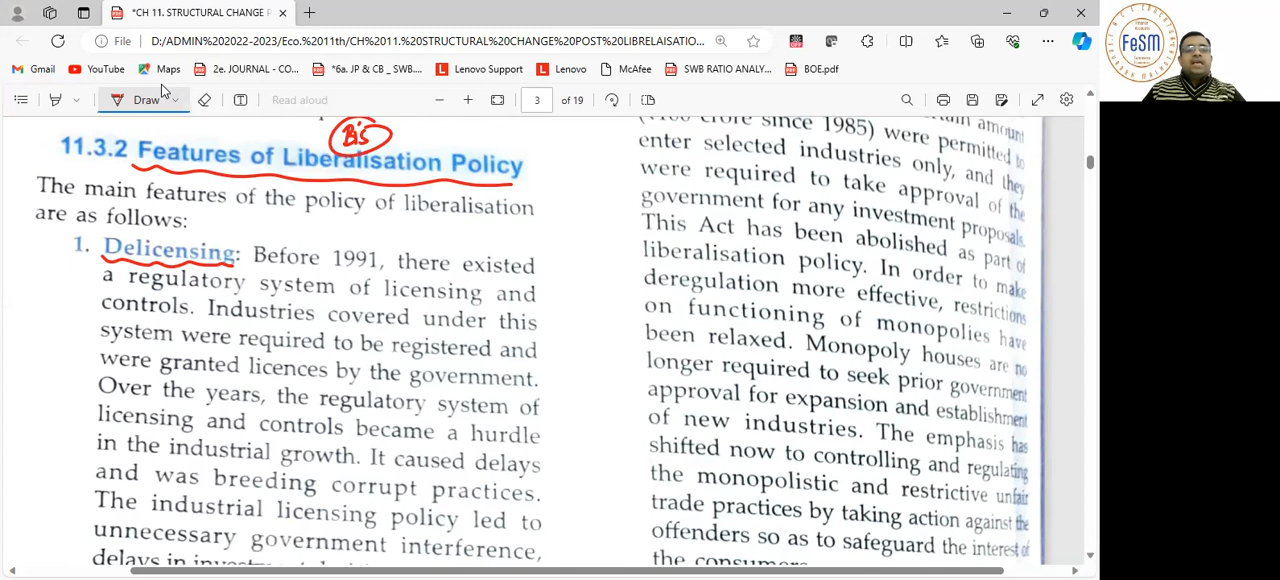 *CH 11. STRUCTURAL CHANGE P
File
D:/ADMIN%202022-2023/Eco.%2011th/CH%2011.%20STRUCTURAL%20CHANGE%20POST%20LIBRELAISATIO...
Gmail
YouTube
Maps
2e. JOURNAL - CO...
*6a. JP & CB _ SWB....
Lenovo Support
Lenovo
McAfee
SWB RATIO ANALY...
BOE.pdf
Draw
Read aloud
3
of 19
FeSM
11.3.2 Features of Liberalisation Policy
The main features of the policy of liberalisation
are as follows:
1. Delicensing: Before 1991, there existed
a regulatory system of licensing and
controls. Industries covered under this
system were required to be registered and
were granted licences by the government.
Over the years, the regulatory system of
licensing and controls became a hurdle
in the industrial growth. It caused delays
and was breeding corrupt practices.
The industrial licensing policy led to
unnecessary government interference,
crore since 1985) were permitted to
enter selected industries only, and they
were required to take approval of the
government for any investment proposals.
This Act has been abolished as part of
liberalisation policy. In order to make
deregulation more effective, restrictions
on functioning of monopolies have
been relaxed. Monopoly houses are no
longer required to seek prior government
approval for expansion and establishment
of new industries. The emphasis has
shifted now to controlling and regulating
the monopolistic and restrictive unfair
trade practices by taking action against the
offenders so as to safeguard the interest of
the consumers